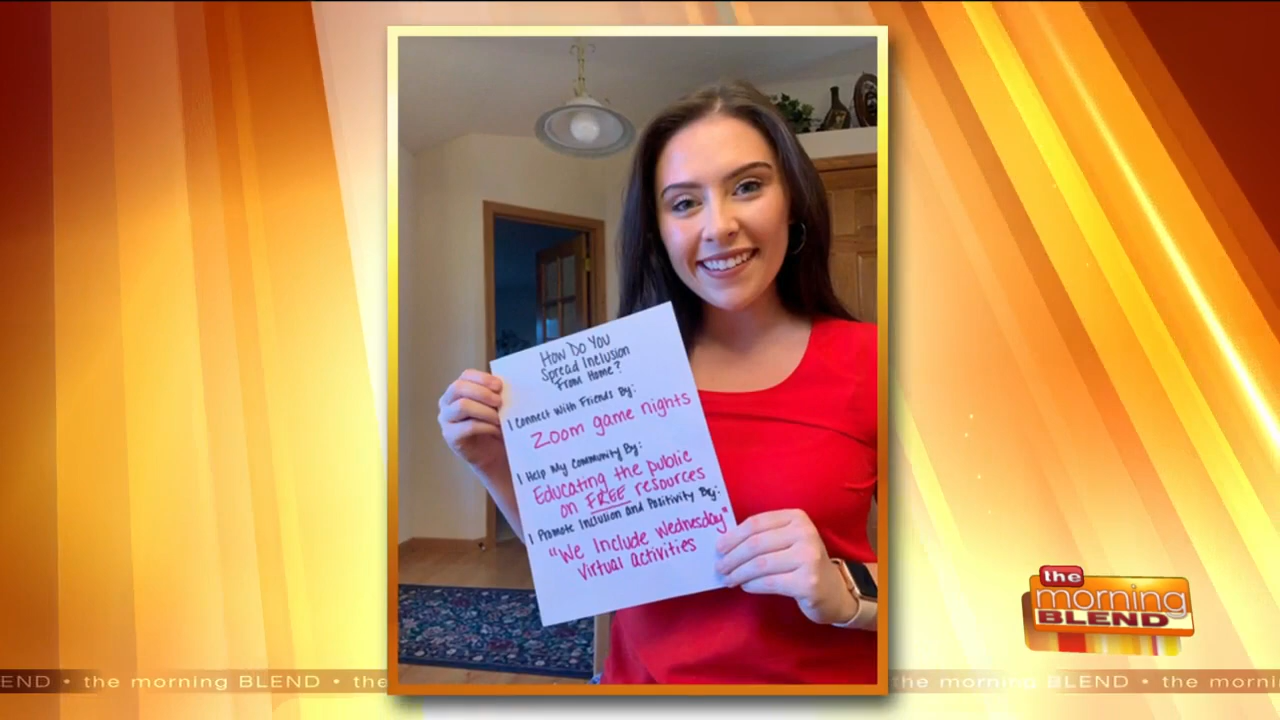 How Do You
Spread Inclusion
From Home?
I Connect With Friends By:
Zoom game nights
I Help My Community By:
Educating the public
on FREE resources
I Promote Inclusion and Positivity By:
"We Include Wednesday"
Virtual activities
the
morning
BLEND
END • the morning BLEND • the
the morning BLEND • the morni